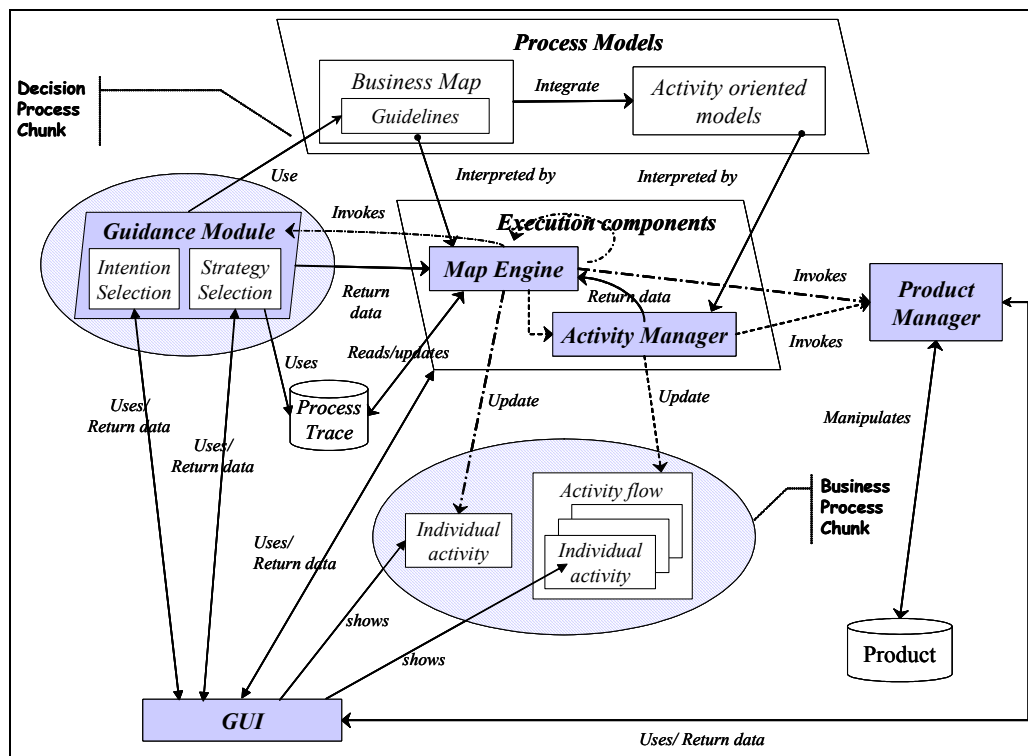 Process Models
Decision
Process
Chunk
Business Map
Guidelines
Integrate
Activity oriented
models
Use
Interpreted by
Interpreted by
Invokes
Execution components
Guidance Module
Intention
Selection
Strategy
Selection
Map Engine
Return
data
Return data
Invokes
Product
Manager
Activity Manager
Invokes
Reads/updates
Uses
Process
Trace
Update
Update
Manipulates
Uses/
Return data
Uses/
Return data
Activity flow
Business
Process
Chunk
Individual
activity
Individual
activity
Uses/
Return data
shows
shows
Product
GUI
Uses/ Return data